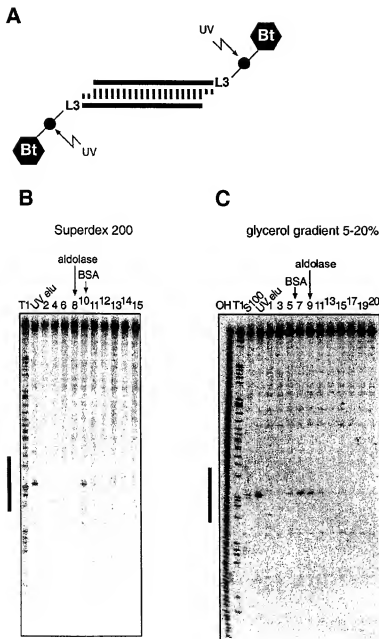 A
UV
Bt
L3
L3
Bt
UV
B
Superdex 200
aldolase
BSA
T1 UV elu 2 4 6 8 10 11 12 13 14 15
C
glycerol gradient 5-20%
aldolase
BSA
OH T1 S100 UV elu 1 3 5 7 9 11 13 15 17 19 20